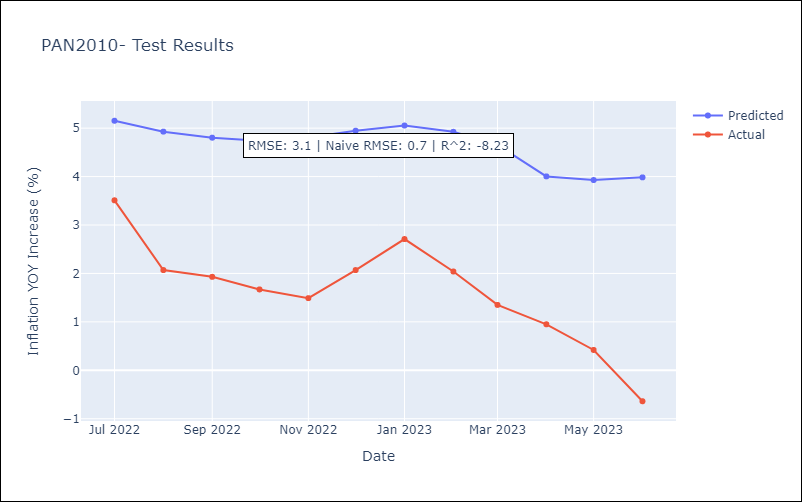 PAN2010- Test Results
Predicted
Actual
RMSE: 3.1 | Naive RMSE: 0.7 | R^2: -8.23
Inflation YOY Increase (%)
5
4
3
2
1
0
−1
Jul 2022
Sep 2022
Nov 2022
Jan 2023
Mar 2023
May 2023
Date